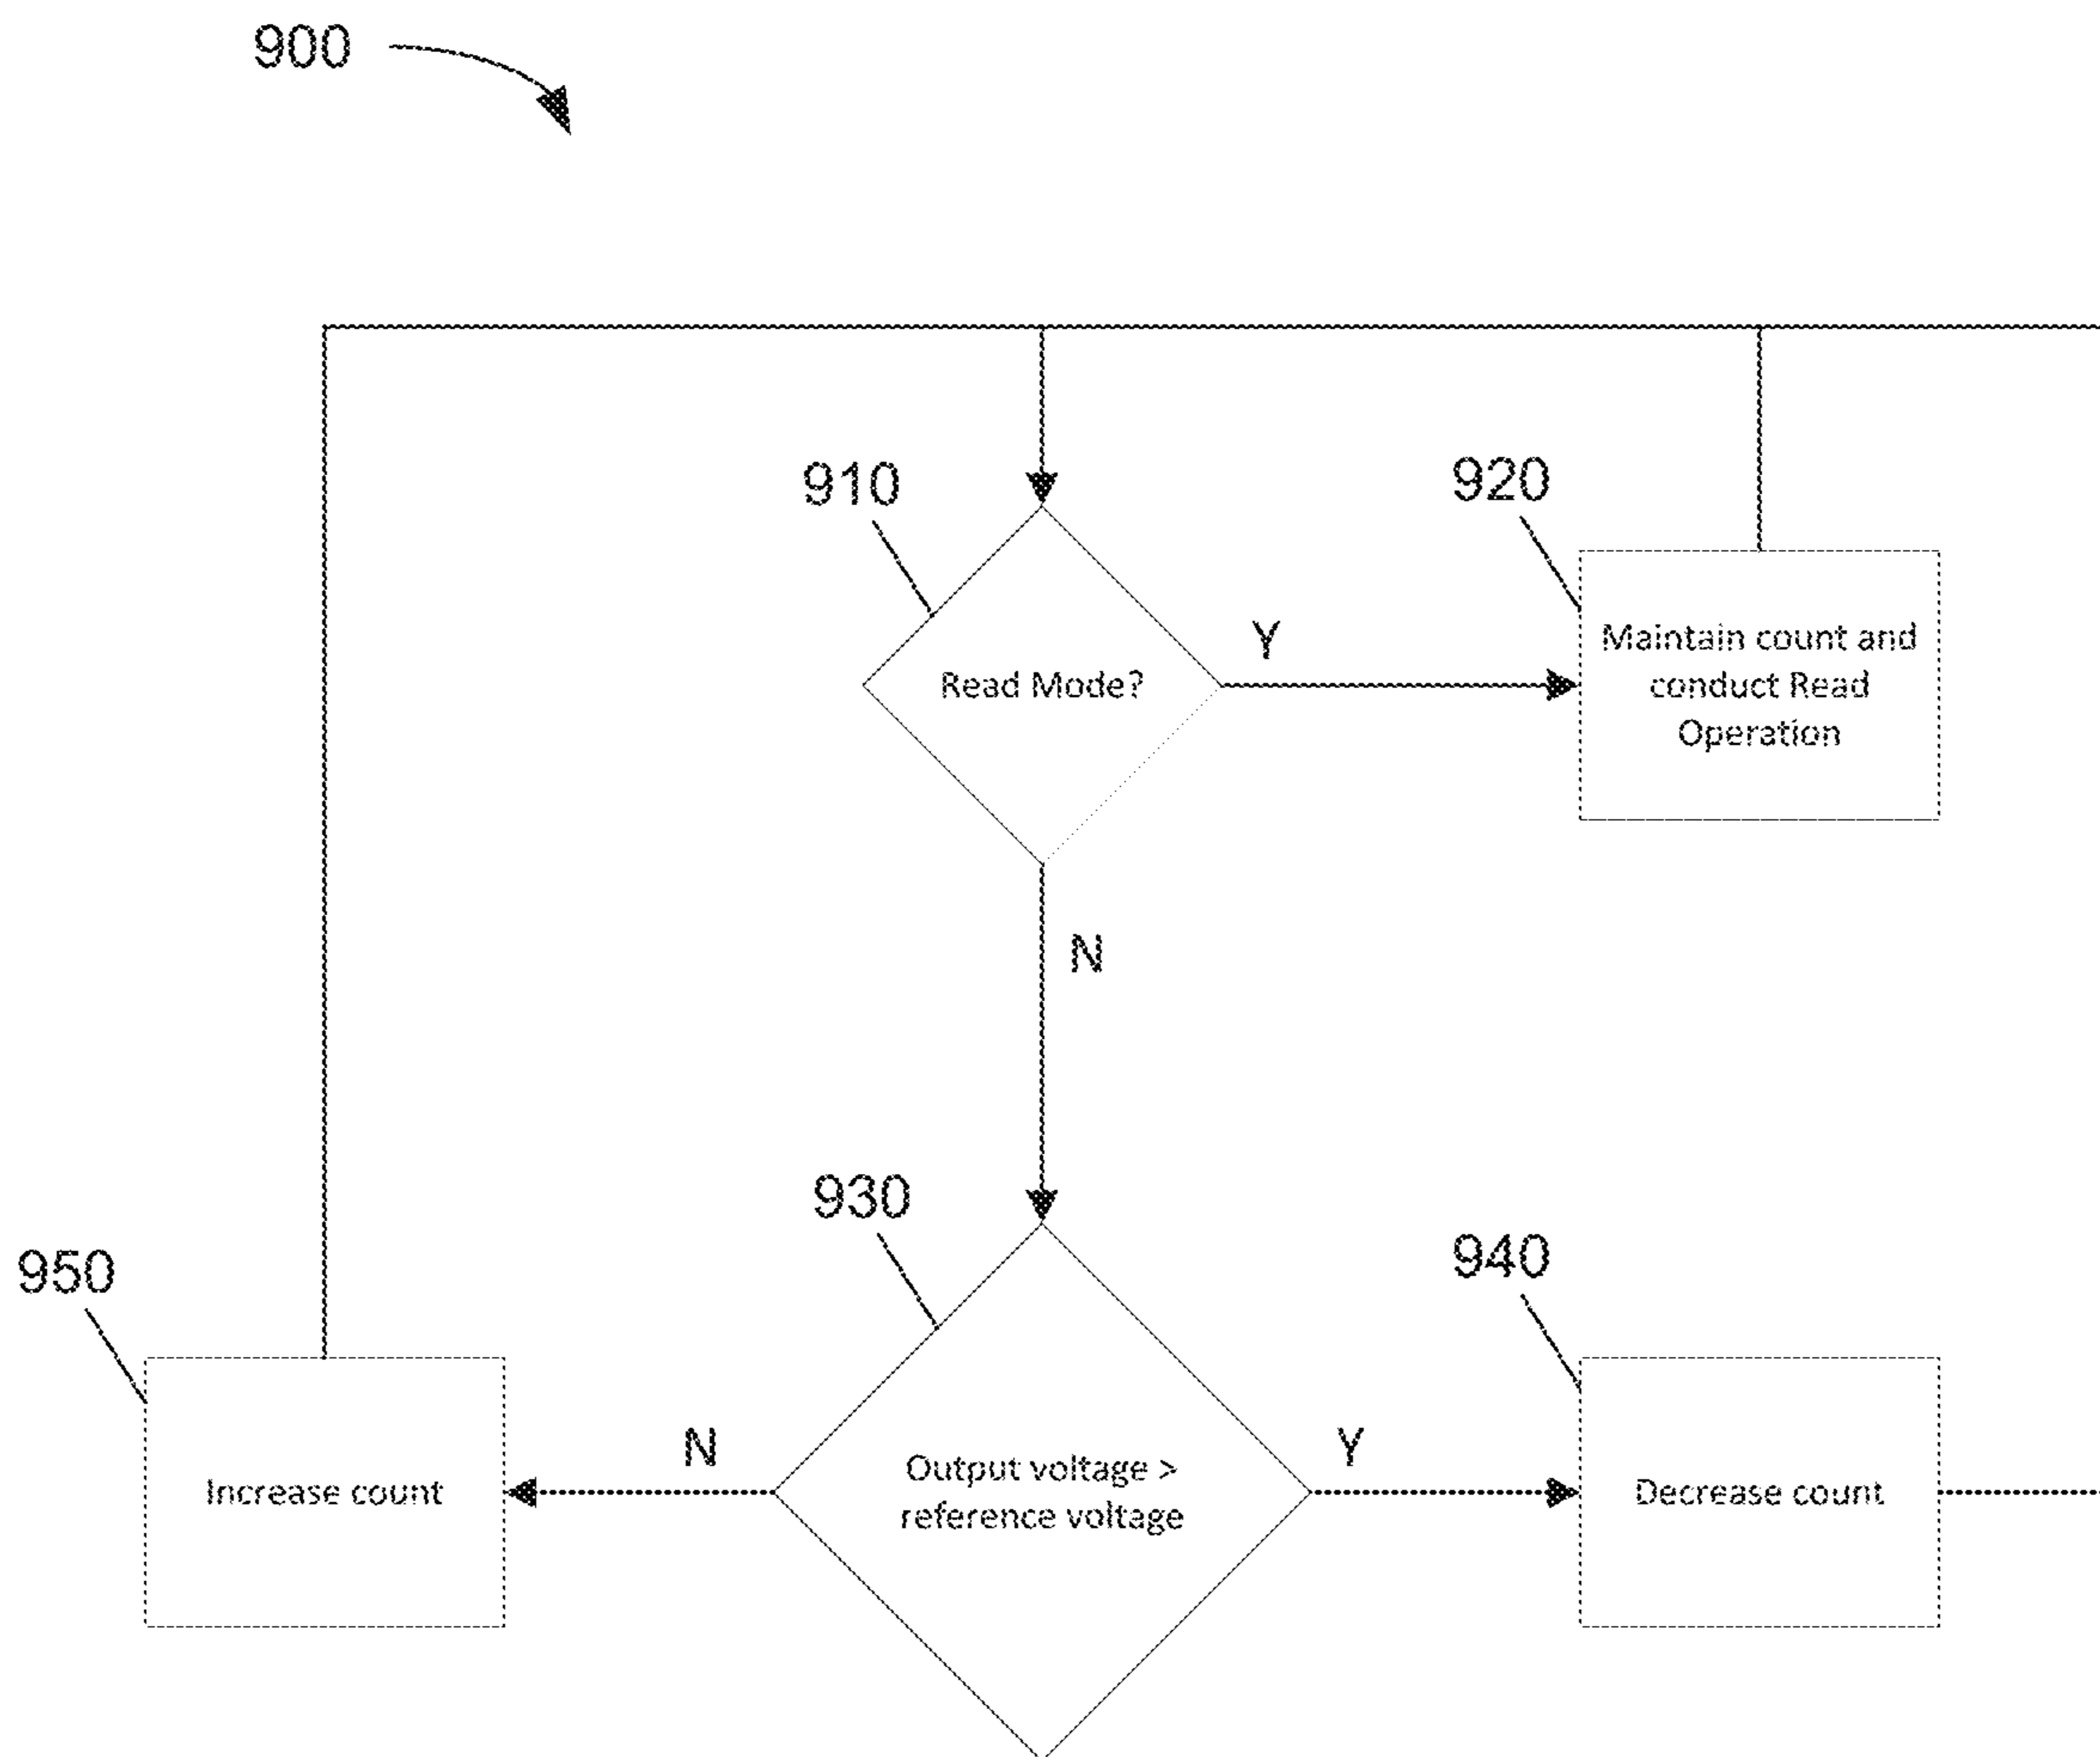 900
910
920
Read Mode?
Y
Maintain count and
conduct Read
Operation
N
930
940
950
N
Output voltage >
reference voltage
Y
Increase count
Decrease count